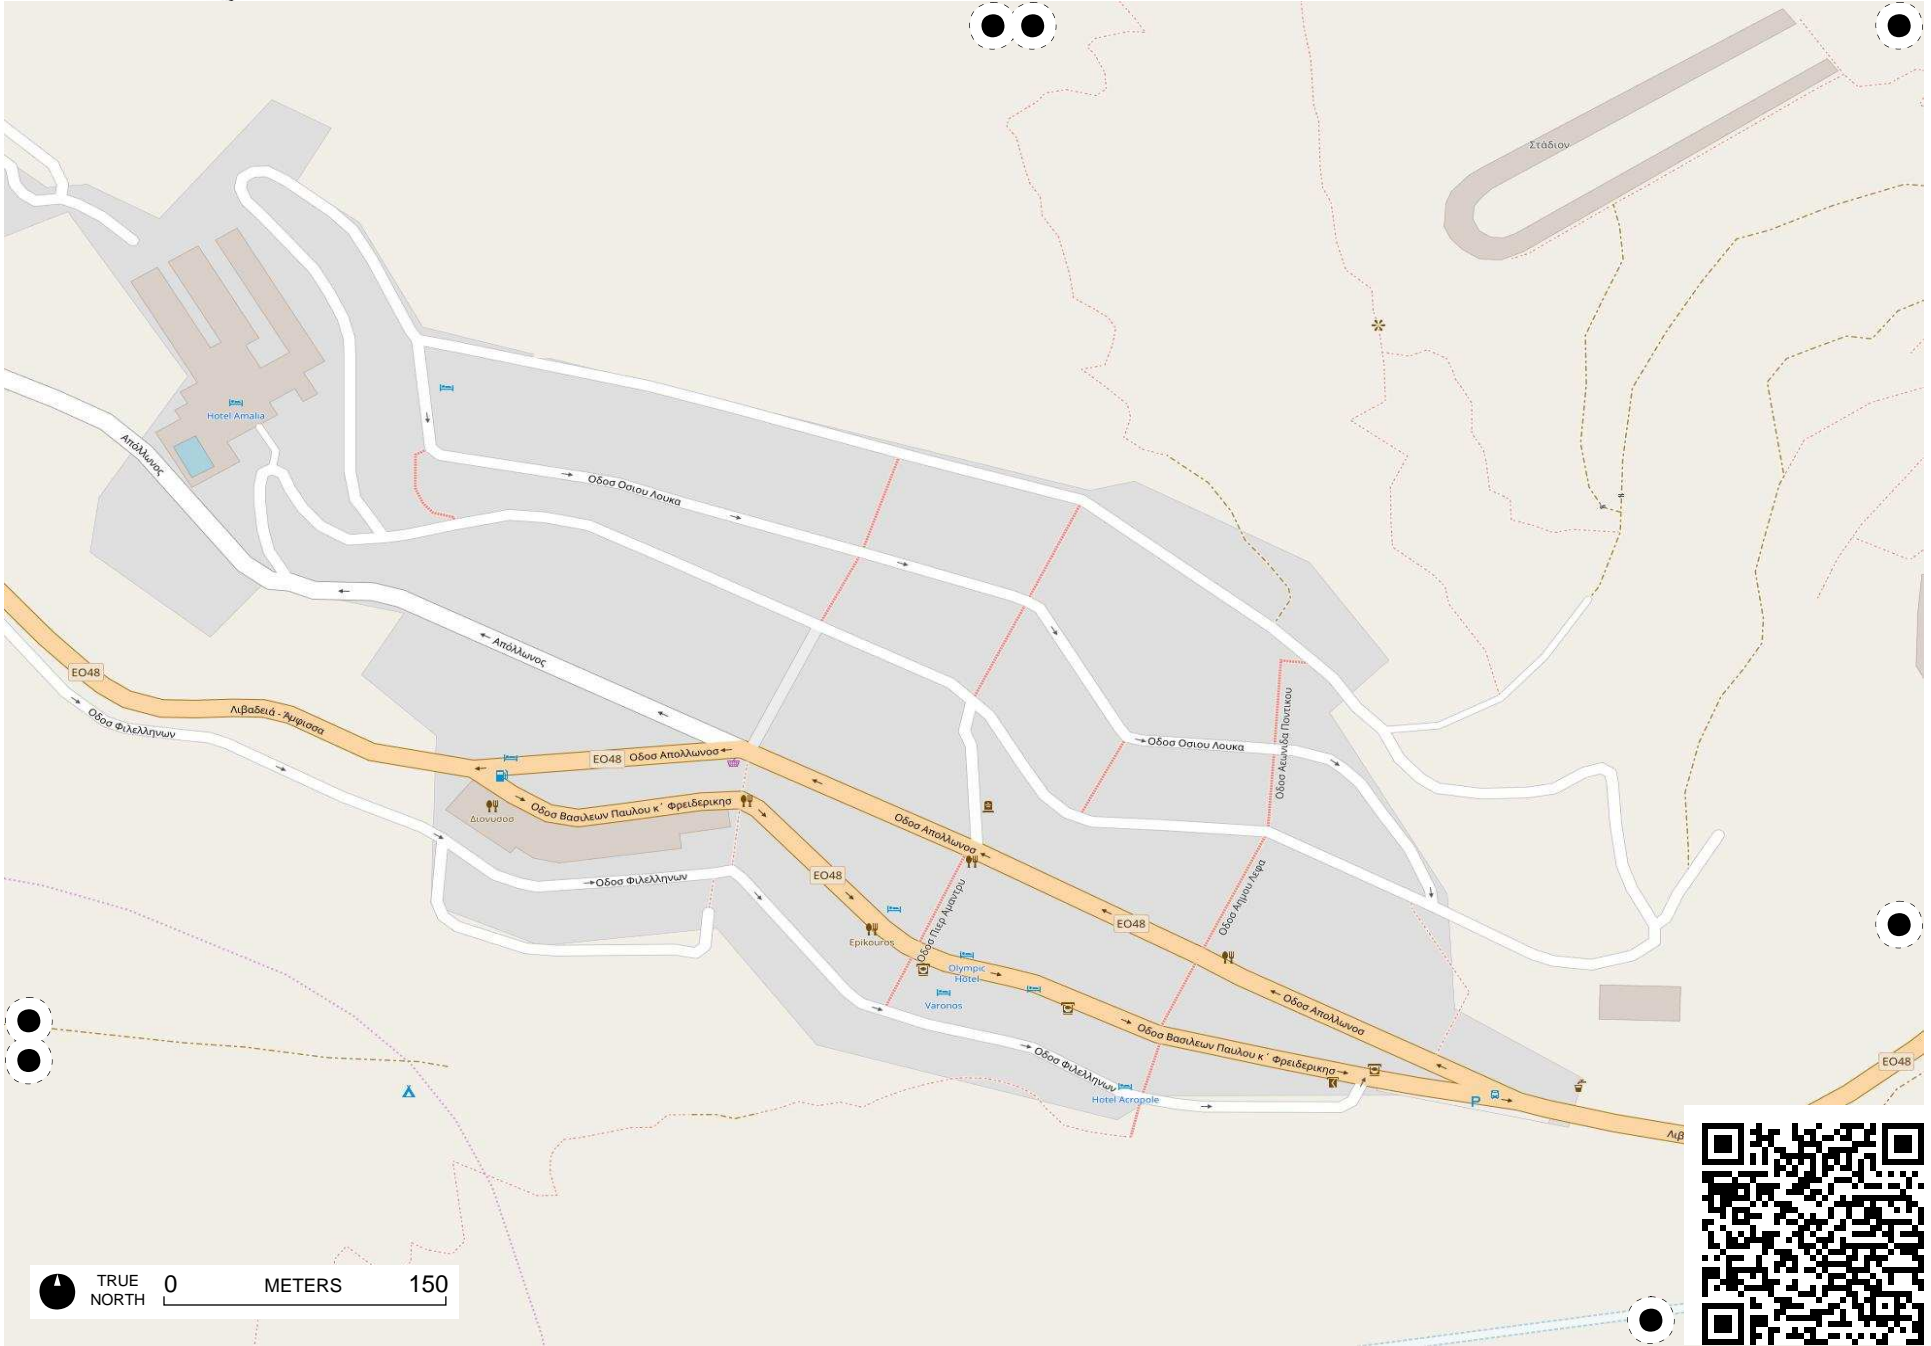 Στάδιον
Hotel Amalia
Απόλλωνος
Οδοσ Οσιου Λουκα
Απόλλωνος
EO48
Λιβαδειά - Άμφισσα
Οδοσ Φιλελληνων
EO48
Οδοσ Απολλωνοσ
Οδοσ Οσιου Λουκα
Οδοσ Λεωνιδα Ποντικου
Διονυσοσ
Οδοσ Βασιλεων Παυλου κ΄ Φρειδερικησ
Οδοσ Απολλωνοσ
EO48
Οδοσ Φιλελληνων
Οδοσ Πιερ Αμαντρυ
Οδοσ Δημου Λεφα
EO48
Epikouros
Olympic
Hotel
Varonos
Οδοσ Απολλωνοσ
Οδοσ Βασιλεων Παυλου κ΄ Φρειδερικησ
Οδοσ Φιλελληνων
Hotel Acropole
P
EO48
Λιβ
TRUE
NORTH
0 METERS 150